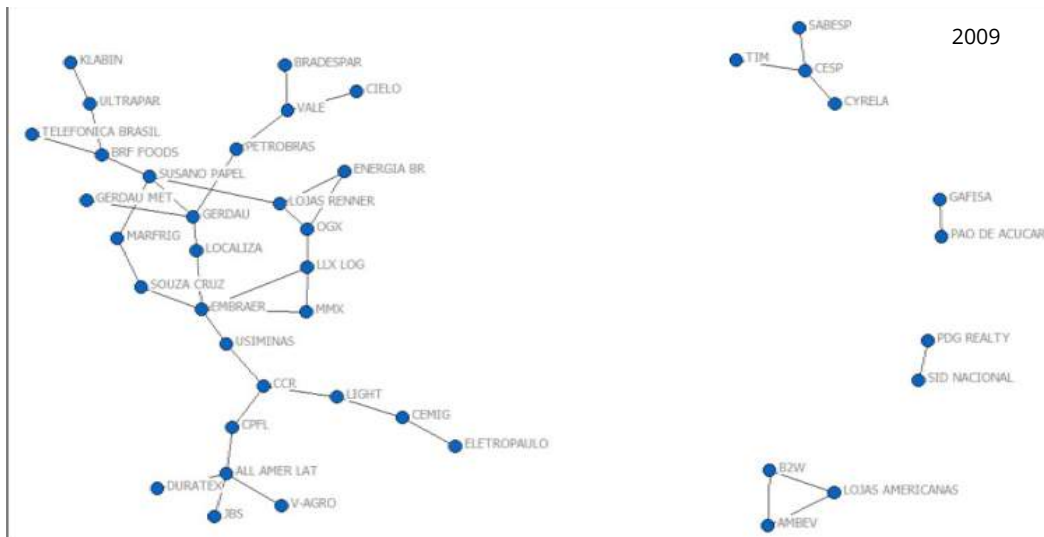 2009
SABESP
TIM
CESP
CYRELA
KLABIN
BRADESPAR
CIELO
ULTRAPAR
VALE
TELEFONICA BRASIL
PETROBRAS
BRF FOODS
ENERGIA BR
SUSANO PAPEL
GERDAU MET
LOJAS RENNER
GERDAU
OGX
MARFRIG
LOCALIZA
LLX LOG
SOUZA CRUZ
EMBRAER
MMX
USIMINAS
CCR
LIGHT
CEMIG
CPFL
ELETROPAULO
ALL AMER LAT
DURATEX
V-AGRO
JBS
GAFISA
PAO DE ACUCAR
PDG REALTY
SID NACIONAL
B2W
LOJAS AMERICANAS
AMBEV